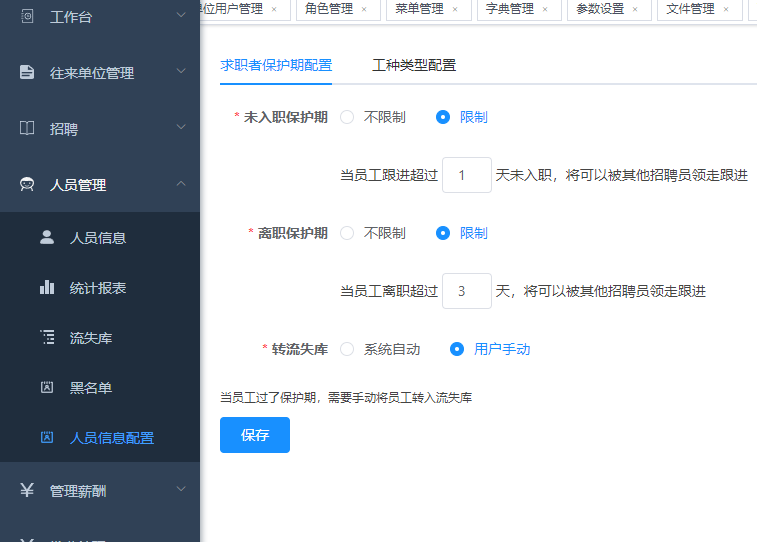 工作台
往来单位管理
招聘
人员管理
人员信息
统计报表
流失库
黑名单
人员信息配置
管理薪酬
位用户管理 ×
角色管理 ×
菜单管理 ×
字典管理 ×
参数设置 ×
文件管理 ×
求职者保护期配置
工种类型配置
* 未入职保护期 不限制 限制
当员工跟进超过 1 天未入职，将可以被其他招聘员领走跟进
* 离职保护期 不限制 限制
当员工离职超过 3 天，将可以被其他招聘员领走跟进
* 转流失库 系统自动 用户手动
当员工过了保护期，需要手动将员工转入流失库
保存